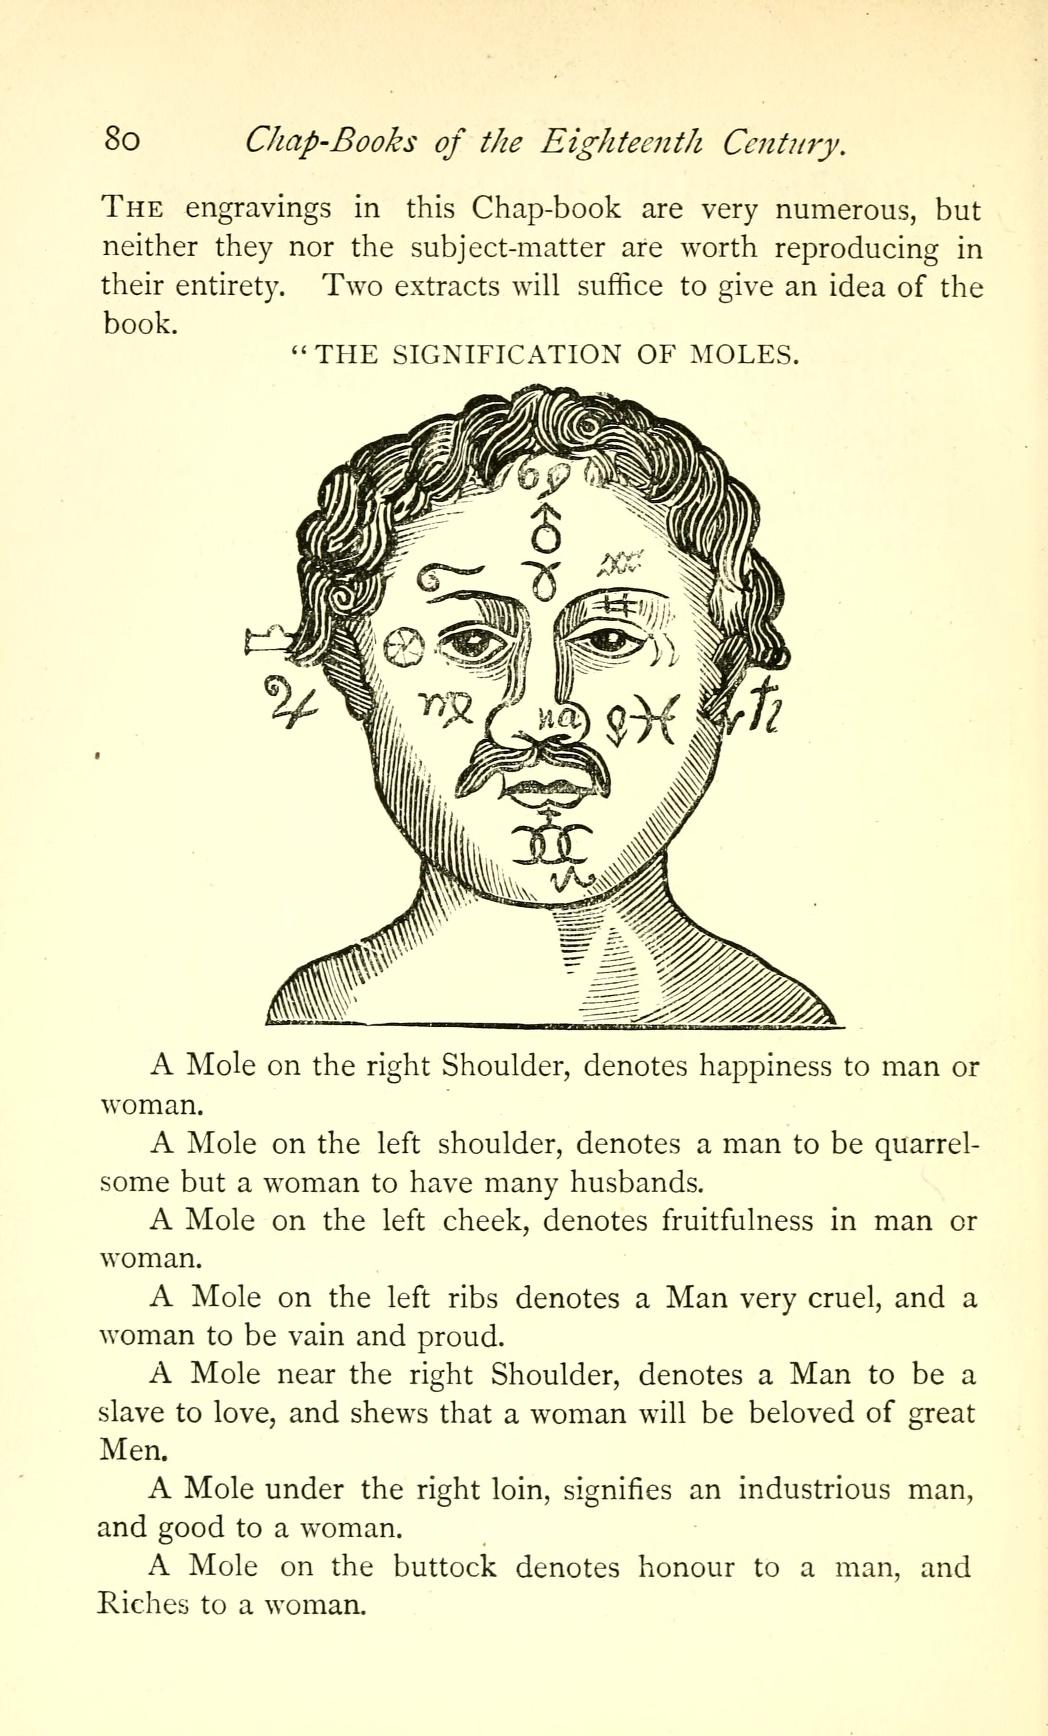 80 Chap-Books of the Eighteenth Century.
THE engravings in this Chap-book are very numerous, but
neither they nor the subject-matter are worth reproducing in
their entirety. Two extracts will suffice to give an idea of the
book.
“THE SIGNIFICATION OF MOLES.
A Mole on the right Shoulder, denotes happiness to man or
woman.
A Mole on the left shoulder, denotes a man to be quarrel-
some but a woman to have many husbands.
A Mole on the left cheek, denotes fruitfulness in man or
woman.
A Mole on the left ribs denotes a Man very cruel, and a
woman to be vain and proud.
A Mole near the right Shoulder, denotes a Man to be a
slave to love, and shews that a woman will be beloved of great
Men.
A Mole under the right loin, signifies an industrious man,
and good to a woman.
A Mole on the buttock denotes honour to a man, and
Riches to a woman.